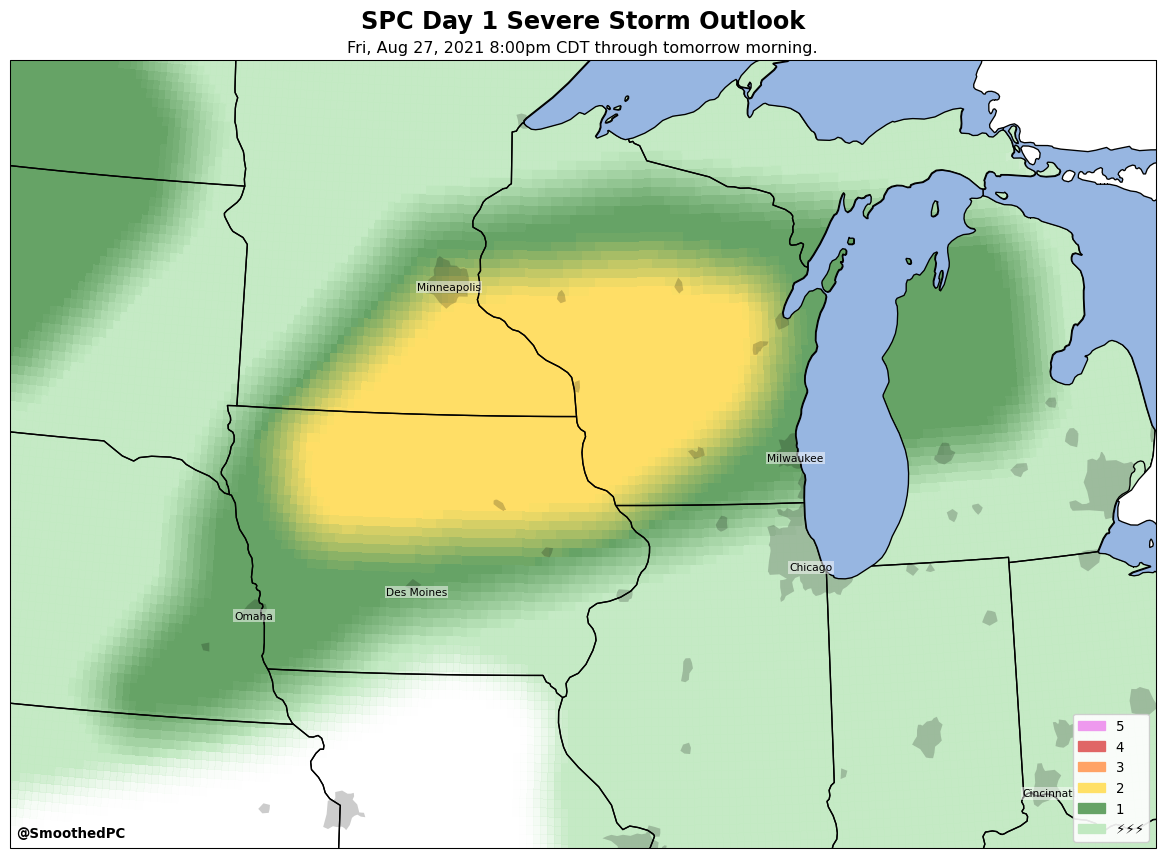 SPC Day 1 Severe Storm Outlook
Fri, Aug 27, 2021 8:00pm CDT through tomorrow morning.
Minneapolis
Milwaukee
Chicago
Des Moines
Omaha
5
4
3
2
1
⚡⚡⚡
Cincinnat
@SmoothedPC